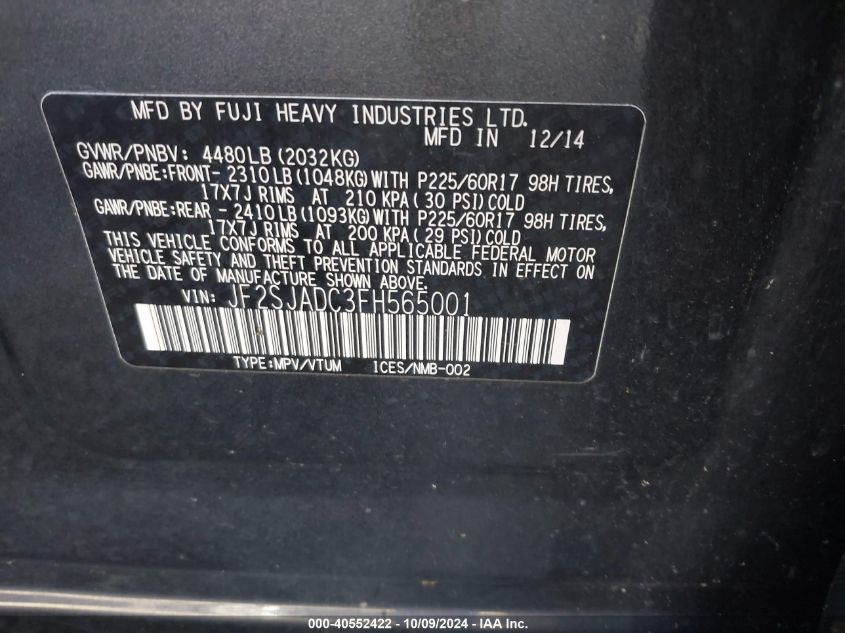 MFD BY FUJI HEAVY INDUSTRIES LTD.
MFD IN 12/14
GVWR/PNBV: 4480LB (2032KG)
GAWR/PNBE:FRONT- 2310LB (1048KG) WITH P225/60R17 98H TIRES,
17X7J RIMS AT 210 KPA (30 PSI) COLD
GAWR/PNBE:REAR - 2410LB (1093KG) WITH P225/60R17 98H TIRES,
17X7J RIMS AT 200 KPA (29 PSI) COLD
THIS VEHICLE CONFORMS TO ALL APPLICABLE FEDERAL MOTOR
VEHICLE SAFETY AND THEFT PREVENTION STANDARDS IN EFFECT ON
THE DATE OF MANUFACTURE SHOWN ABOVE.
VIN: JF2SJADC3FH565001
TYPE:MPV/VTUM ICES/NMB-002
000-40552422 - 10/09/2024 - IAA Inc.